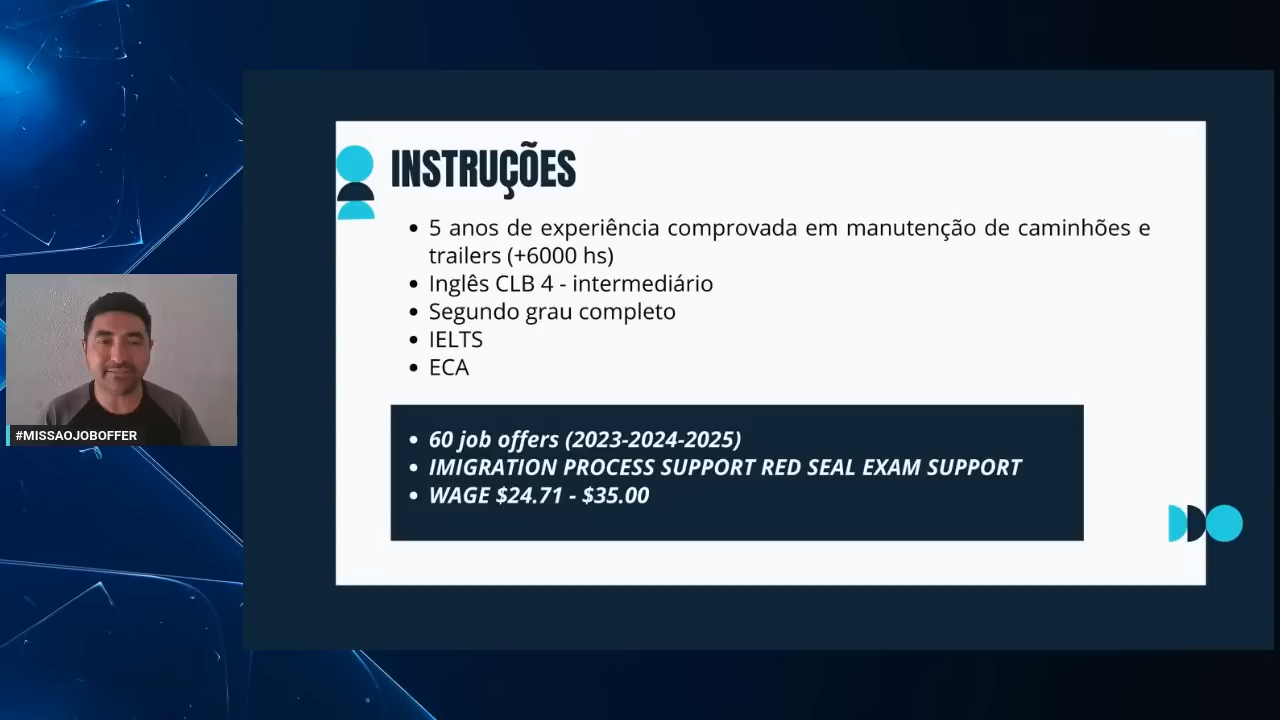 INSTRUÇÕES
5 anos de experiência comprovada em manutenção de caminhões e
trailers (+6000 hs)
Inglês CLB 4 - intermediário
Segundo grau completo
IELTS
ECA
60 job offers (2023-2024-2025)
IMIGRATION PROCESS SUPPORT RED SEAL EXAM SUPPORT
WAGE $24.71 - $35.00
#MISSAOJOBOFFER